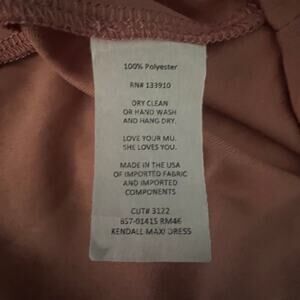 100% Polyester
RN# 133910
DRY CLEAN
OR HAND WASH
AND HANG DRY.
LOVE YOUR MU.
SHE LOVES YOU.
MADE IN THE USA
OF IMPORTED FABRIC
AND IMPORTED
COMPONENTS
CUT# 3122
857-01415 RM46
KENDALL MAXI DRESS